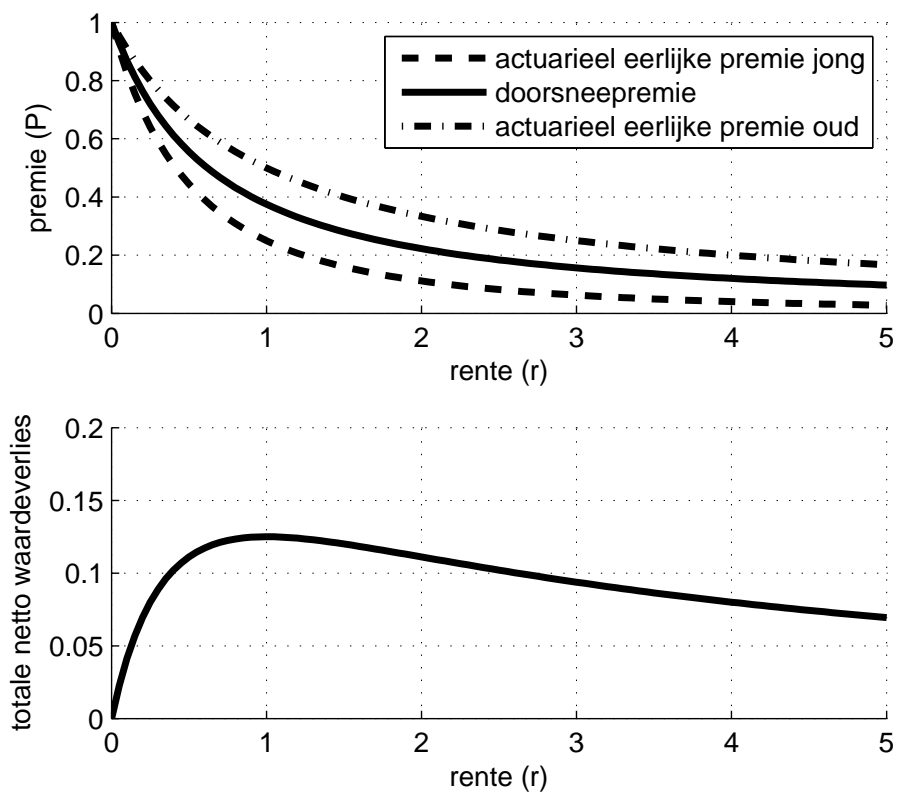 1
0.8
0.6
0.4
0.2
0
premie (P)
actuarieel eerlijke premie jong
doorsneepremie
actuarieel eerlijke premie oud
0 1 2 3 4 5
rente (r)
0.2
0.15
0.1
0.05
0
totale netto waardeverlies
0 1 2 3 4 5
rente (r)